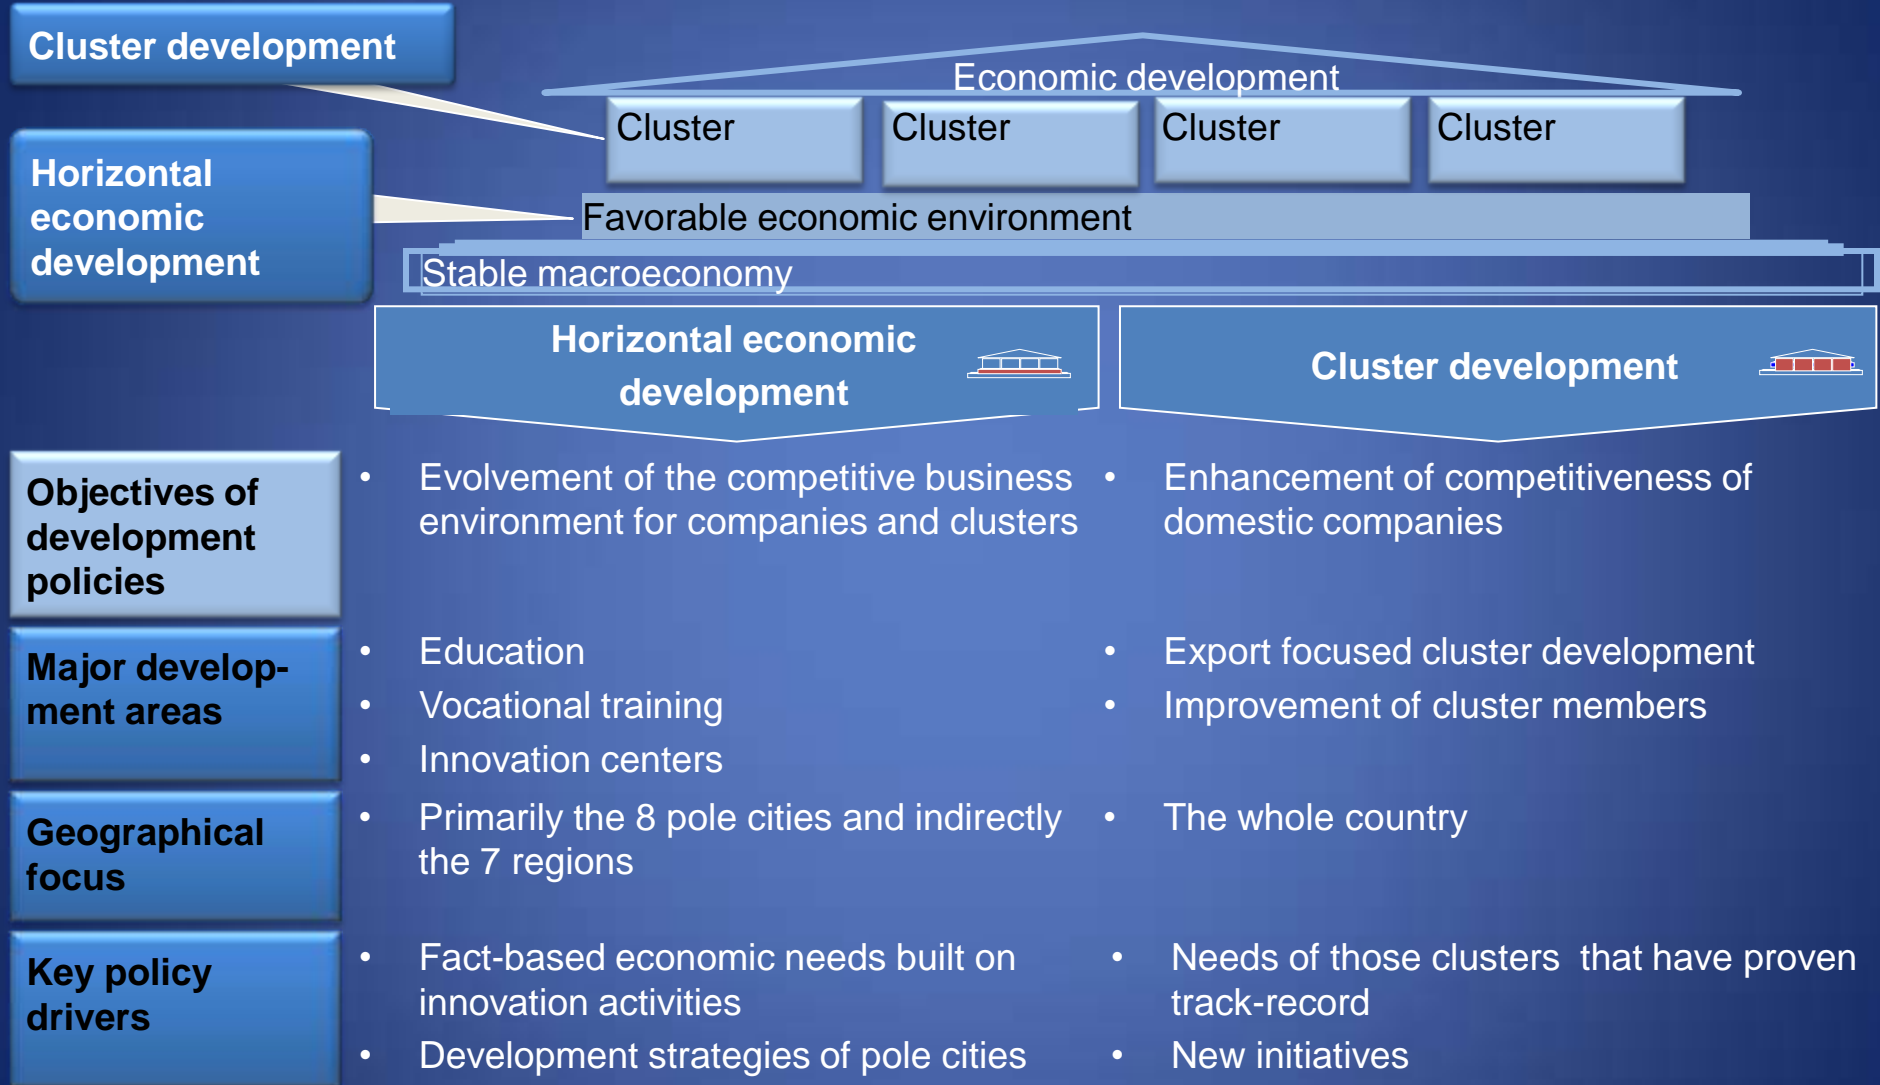 Cluster development
Economic development
Cluster
Cluster
Cluster
Cluster
Horizontal
economic
development
Favorable economic environment
Stable macroeconomy
Horizontal economic
development
Cluster development
Objectives of
development
policies
• Evolvement of the competitive business
environment for companies and clusters
• Enhancement of competitiveness of
domestic companies
Major develop-
ment areas
• Education
• Vocational training
• Innovation centers
• Export focused cluster development
• Improvement of cluster members
Geographical
focus
• Primarily the 8 pole cities and indirectly
the 7 regions
• The whole country
Key policy
drivers
• Fact-based economic needs built on
innovation activities
• Development strategies of pole cities
• Needs of those clusters that have proven
track-record
• New initiatives